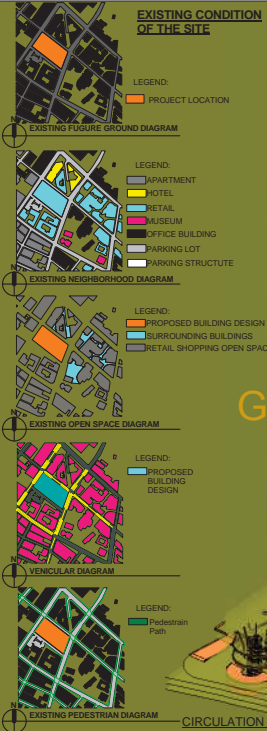 EXISTING CONDITION
OF THE SITE
LEGEND:
PROJECT LOCATION
N
EXISTING FUGURE GROUND DIAGRAM
LEGEND:
APARTMENT
HOTEL
RETAIL
MUSEUM
OFFICE BUILDING
PARKING LOT
PARKING STRUCTUTE
N
EXISTING NEIGHBORHOOD DIAGRAM
LEGEND:
PROPOSED BUILDING DESIGN
SURROUNDING BUILDINGS
RETAIL SHOPPING OPEN SPAC
N
EXISTING OPEN SPACE DIAGRAM
G
LEGEND:
PROPOSED
BUILDING
DESIGN
N
VENICULAR DIAGRAM
LEGEND:
Pedestrain
Path
N
EXISTING PEDESTRIAN DIAGRAM
CIRCULATION